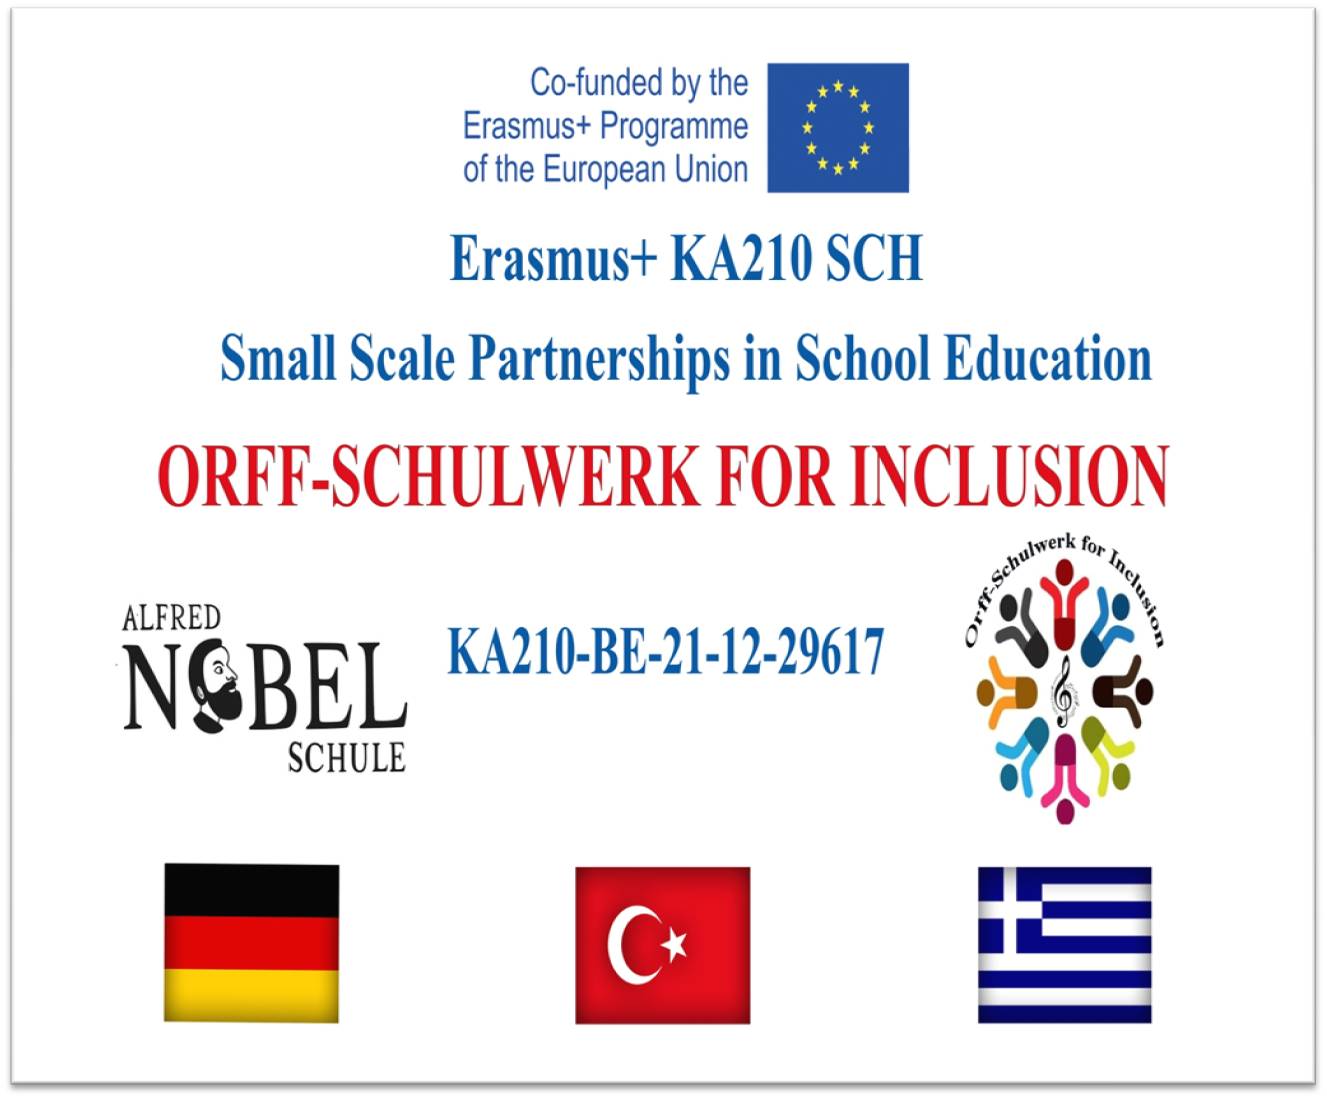 Co-funded by the
Erasmus+ Programme
of the European Union
Erasmus+ KA210 SCH
Small Scale Partnerships in School Education
ORFF-SCHULWERK FOR INCLUSION
Orff-Schulwerk for Inclusion
ALFRED
NOBEL
SCHULE
KA210-BE-21-12-29617